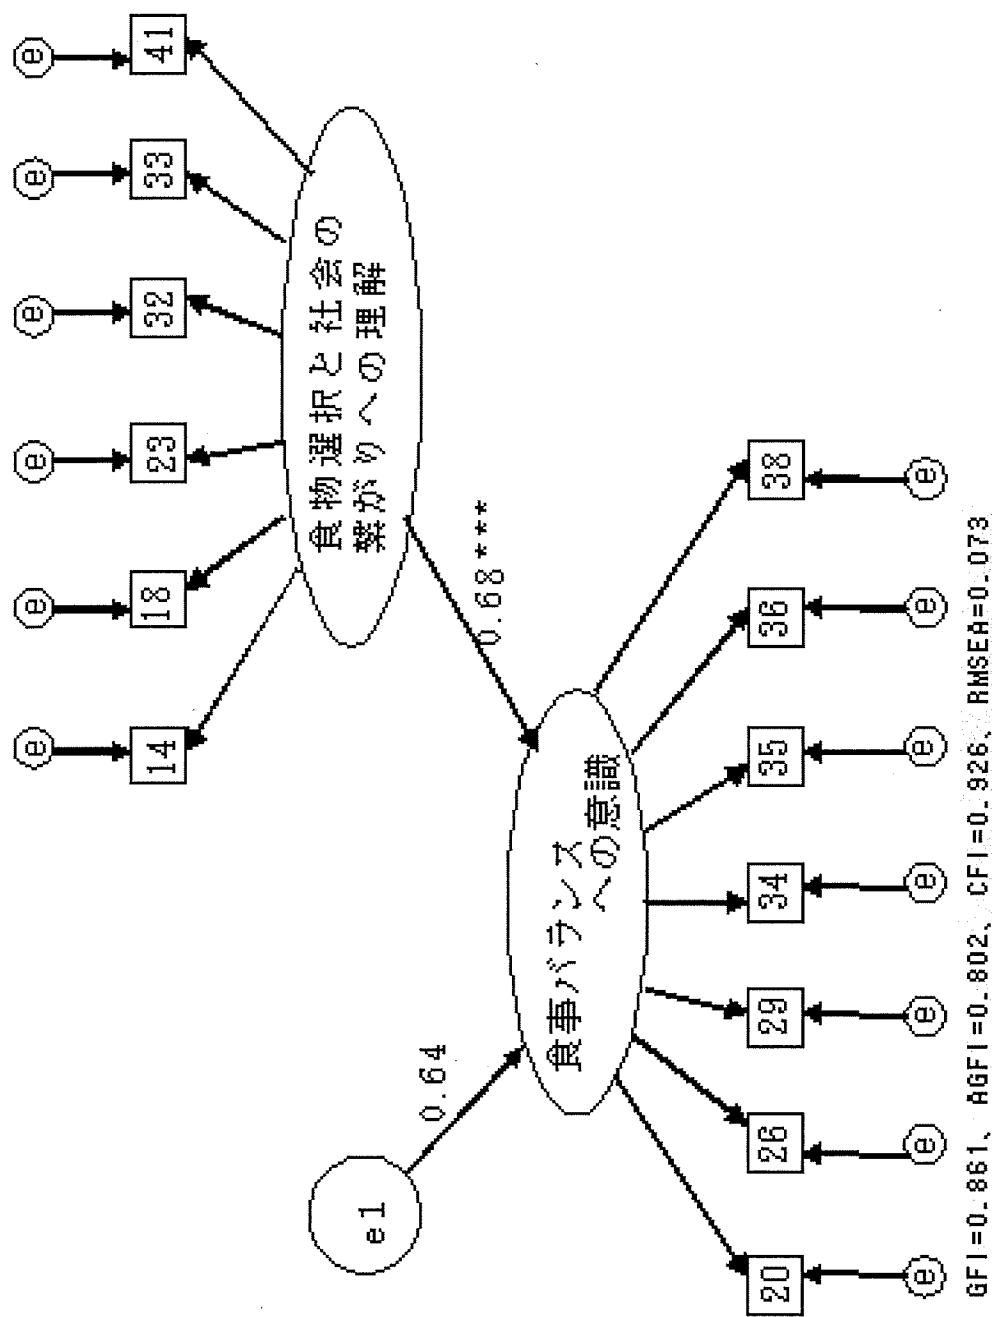 e e e e e e
14 18 23 32 33 41
食物選択と社会の
繋がりへの理解
0.68***
0.64
e1
食事バランス
への意識
20 26 29 34 35 36 38
e e e e e e e
GFI=0.861、AGFI=0.802、CFI=0.926、RMSEA=0.073